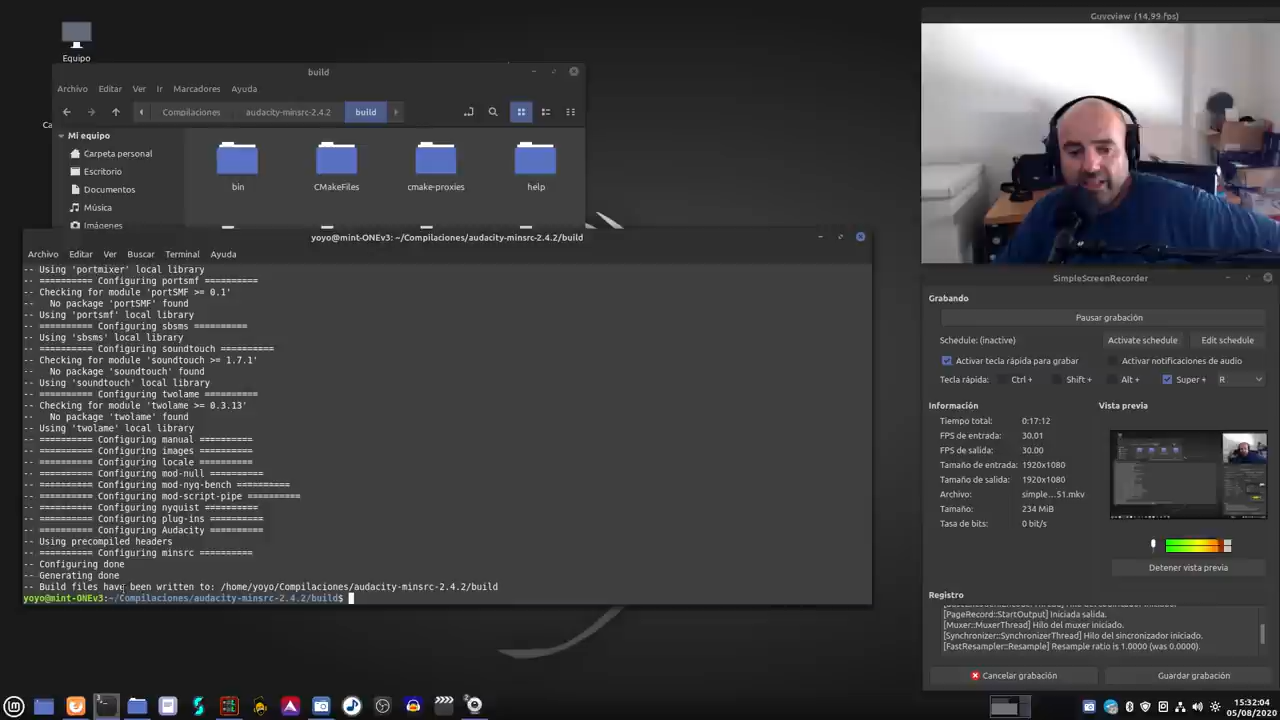 Equipo
build
Archivo Editar Ver Ir Marcadores Ayuda
Compilaciones audacity-minsrc-2.4.2 build
Mi equipo
Carpeta personal
Escritorio
Documentos
Música
Imágenes
bin CMakeFiles cmake-proxies help
yoyo@mint-ONEv3: ~/Compilaciones/audacity-minsrc-2.4.2/build
Archivo Editar Ver Buscar Terminal Ayuda
-- Using 'portmixer' local library
-- ========== Configuring portsmf ==========
-- Checking for module 'portSMF >= 0.1'
--   No package 'portSMF' found
-- Using 'portsmf' local library
-- ========== Configuring sbsms ==========
-- Using 'sbsms' local library
-- ========== Configuring soundtouch ==========
-- Checking for module 'soundtouch >= 1.7.1'
--   No package 'soundtouch' found
-- Using 'soundtouch' local library
-- ========== Configuring twolame ==========
-- Checking for module 'twolame >= 0.3.13'
--   No package 'twolame' found
-- Using 'twolame' local library
-- ========== Configuring manual ==========
-- ========== Configuring images ==========
-- ========== Configuring locale ==========
-- ========== Configuring mod-null ==========
-- ========== Configuring mod-nyq-bench ==========
-- ========== Configuring mod-script-pipe ==========
-- ========== Configuring nyquist ==========
-- ========== Configuring plug-ins ==========
-- ========== Configuring Audacity ==========
-- Using precompiled headers
-- ========== Configuring minsrc ==========
-- Configuring done
-- Generating done
-- Build files have been written to: /home/yoyo/Compilaciones/audacity-minsrc-2.4.2/build
yoyo@mint-ONEv3:~/Compilaciones/audacity-minsrc-2.4.2/build$
Guvcview (14,99 fps)
SimpleScreenRecorder
Grabando
Pausar grabación
Schedule: (inactive) Activate schedule Edit schedule
Activar tecla rápida para grabar Activar notificaciones de audio
Tecla rápida: Ctrl + Shift + Alt + Super + R
Información Vista previa
Tiempo total: 0:17:12
FPS de entrada: 30.01
FPS de salida: 30.00
Tamaño de entrada: 1920x1080
Tamaño de salida: 1920x1080
Archivo: simple...51.mkv
Tamaño: 234 MiB
Tasa de bits: 0 bit/s
Detener vista previa
Registro
[PageRecord::StartOutput] Iniciada salida.
[Muxer::MuxerThread] Hilo del muxer iniciado.
[Synchronizer::SynchronizerThread] Hilo del sincronizador iniciado.
[FastResampler::Resample] Resample ratio is 1.0000 (was 0.0000).
Cancelar grabación Guardar grabación
15:32:04
05/08/2020